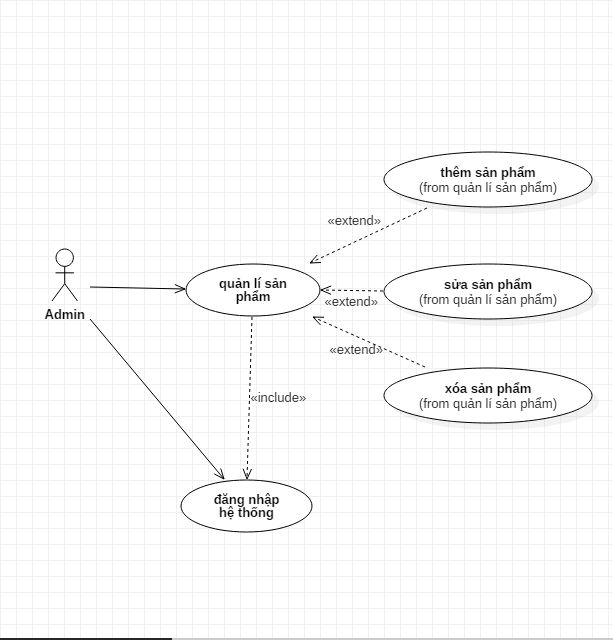 thêm sản phẩm
(from quản lí sản phẩm)
«extend»
quản lí sản
phẩm
sửa sản phẩm
(from quản lí sản phẩm)
«extend»
Admin
«extend»
xóa sản phẩm
(from quản lí sản phẩm)
«include»
đăng nhập
hệ thống